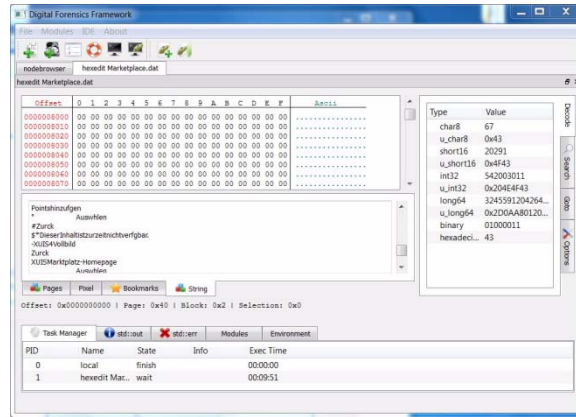 Digital Forensics Framework
File Modules IDE About
nodebrowser hexedit Marketplace.dat
hexedit Marketplace.dat
Offset 0 1 2 3 4 5 6 7 8 9 A B C D E F Ascii
0000008000 00 00 00 00 00 00 00 00 00 00 00 00 00 00 00 00 ................
0000008010 00 00 00 00 00 00 00 00 00 00 00 00 00 00 00 00 ................
0000008020 00 00 00 00 00 00 00 00 00 00 00 00 00 00 00 00 ................
0000008030 00 00 00 00 00 00 00 00 00 00 00 00 00 00 00 00 ................
0000008040 00 00 00 00 00 00 00 00 00 00 00 00 00 00 00 00 ................
0000008050 00 00 00 00 00 00 00 00 00 00 00 00 00 00 00 00 ................
0000008060 00 00 00 00 00 00 00 00 00 00 00 00 00 00 00 00 ................
0000008070 00 00 00 00 00 00 00 00 00 00 00 00 00 00 00 00 ................
Pointshinzufgen
" Auswhlen
#Zurck
$"DieserInhaltistzurzeitnichtverfgbar.
-XUIS4Vollbild
Zurck
XUISMarktplatz-Homepage
Auswhlen
Pages Pixel Bookmarks String
Offset: 0x0000000000 | Page: 0x40 | Block: 0x2 | Selection: 0x0
Type Value
char8 67
u_char8 0x43
short16 20291
u_short16 0x4F43
int32 542003011
u_int32 0x204E4F43
long64 3245591204264...
u_long64 0x2D0AA80120...
binary 01000011
hexadeci... 43
Decode
Search
Goto
Options
Task Manager std::out std::err Modules Environment
PID Name State Info Exec Time
0 local finish 00:00:00
1 hexedit Mar... wait 00:09:51